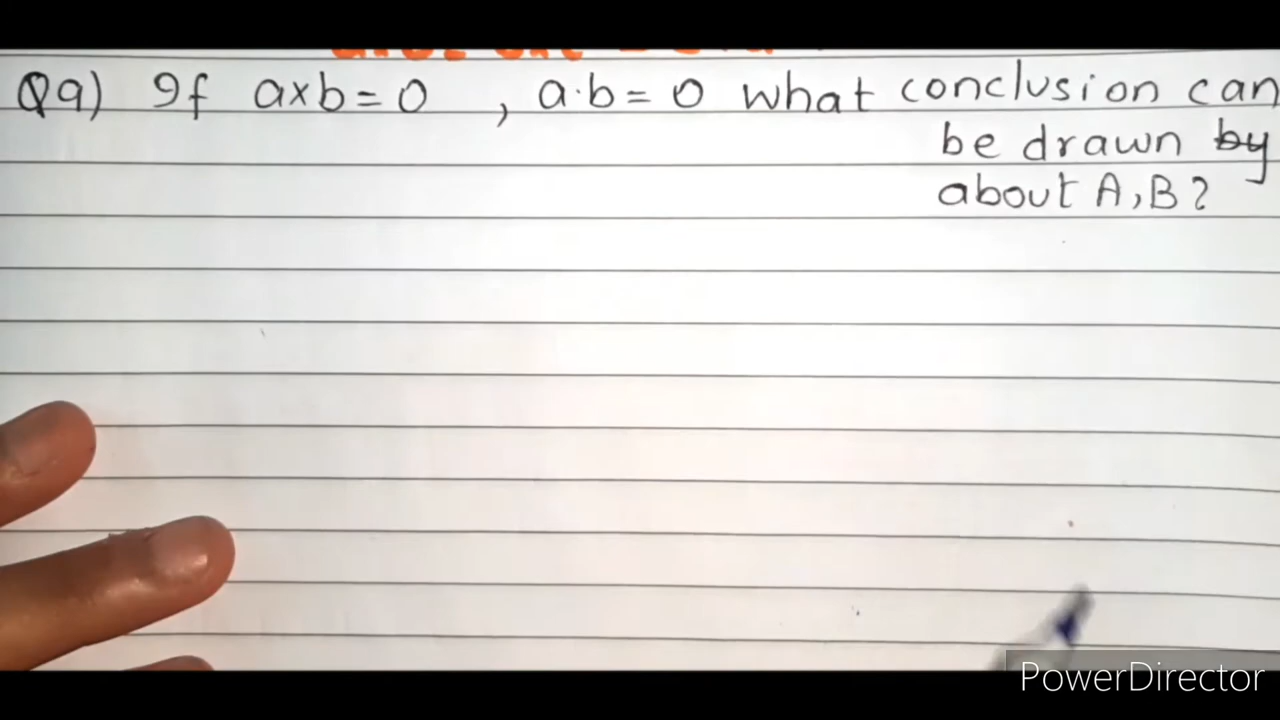 Q9) If a×b=0 , a·b=0 what conclusion can
be drawn by
about A,B?
PowerDirector